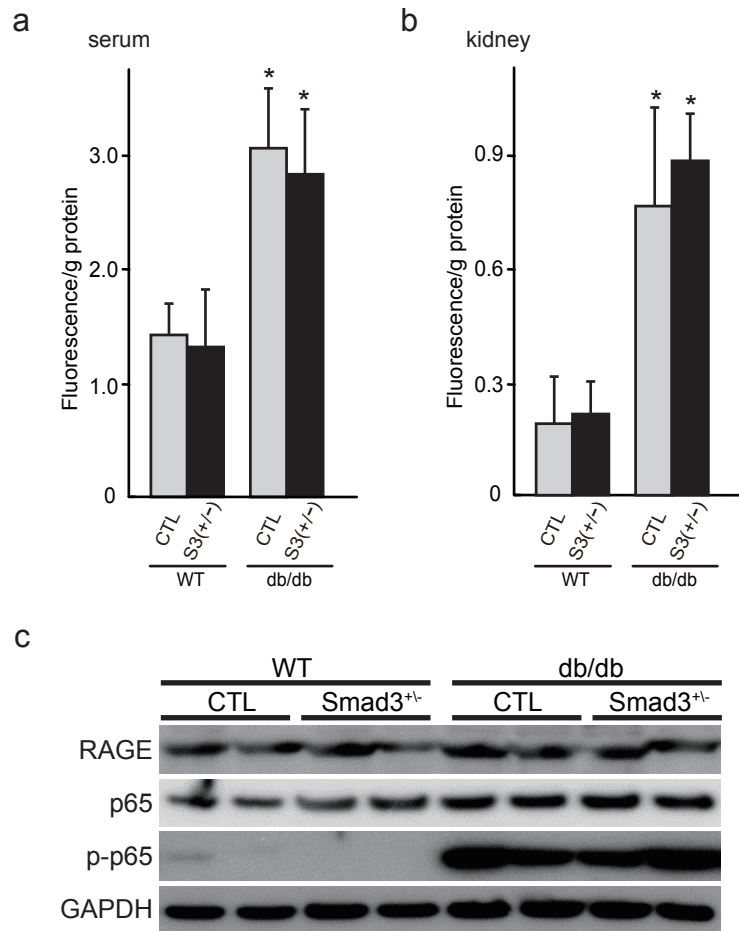 a
serum
Fluorescence/g protein
3.0
2.0
1.0
0
*
*
CTL
S3(+/-)
CTL
S3(+/-)
WT
db/db
b
kidney
Fluorescence/g protein
0.9
0.6
0.3
0
*
*
CTL
S3(+/-)
CTL
S3(+/-)
WT
db/db
c
WT db/db
CTL Smad3+\- CTL Smad3+\-
RAGE
p65
p-p65
GAPDH